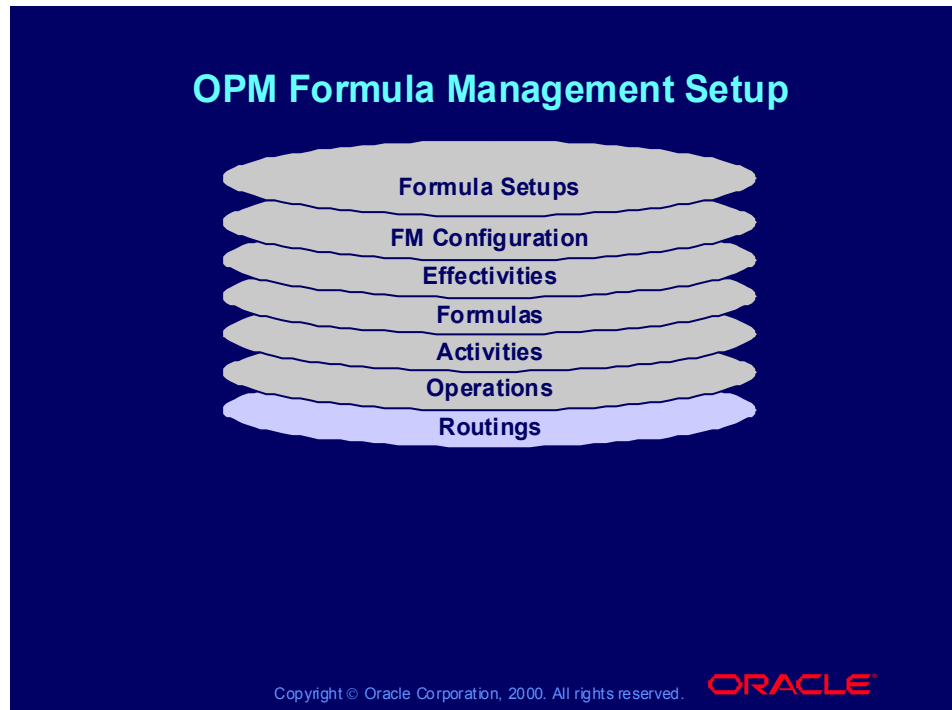 OPM Formula Management Setup
Formula Setups
FM Configuration
Effectivities
Formulas
Activities
Operations
Routings
Copyright © Oracle Corporation, 2000. All rights reserved.
ORACLE®